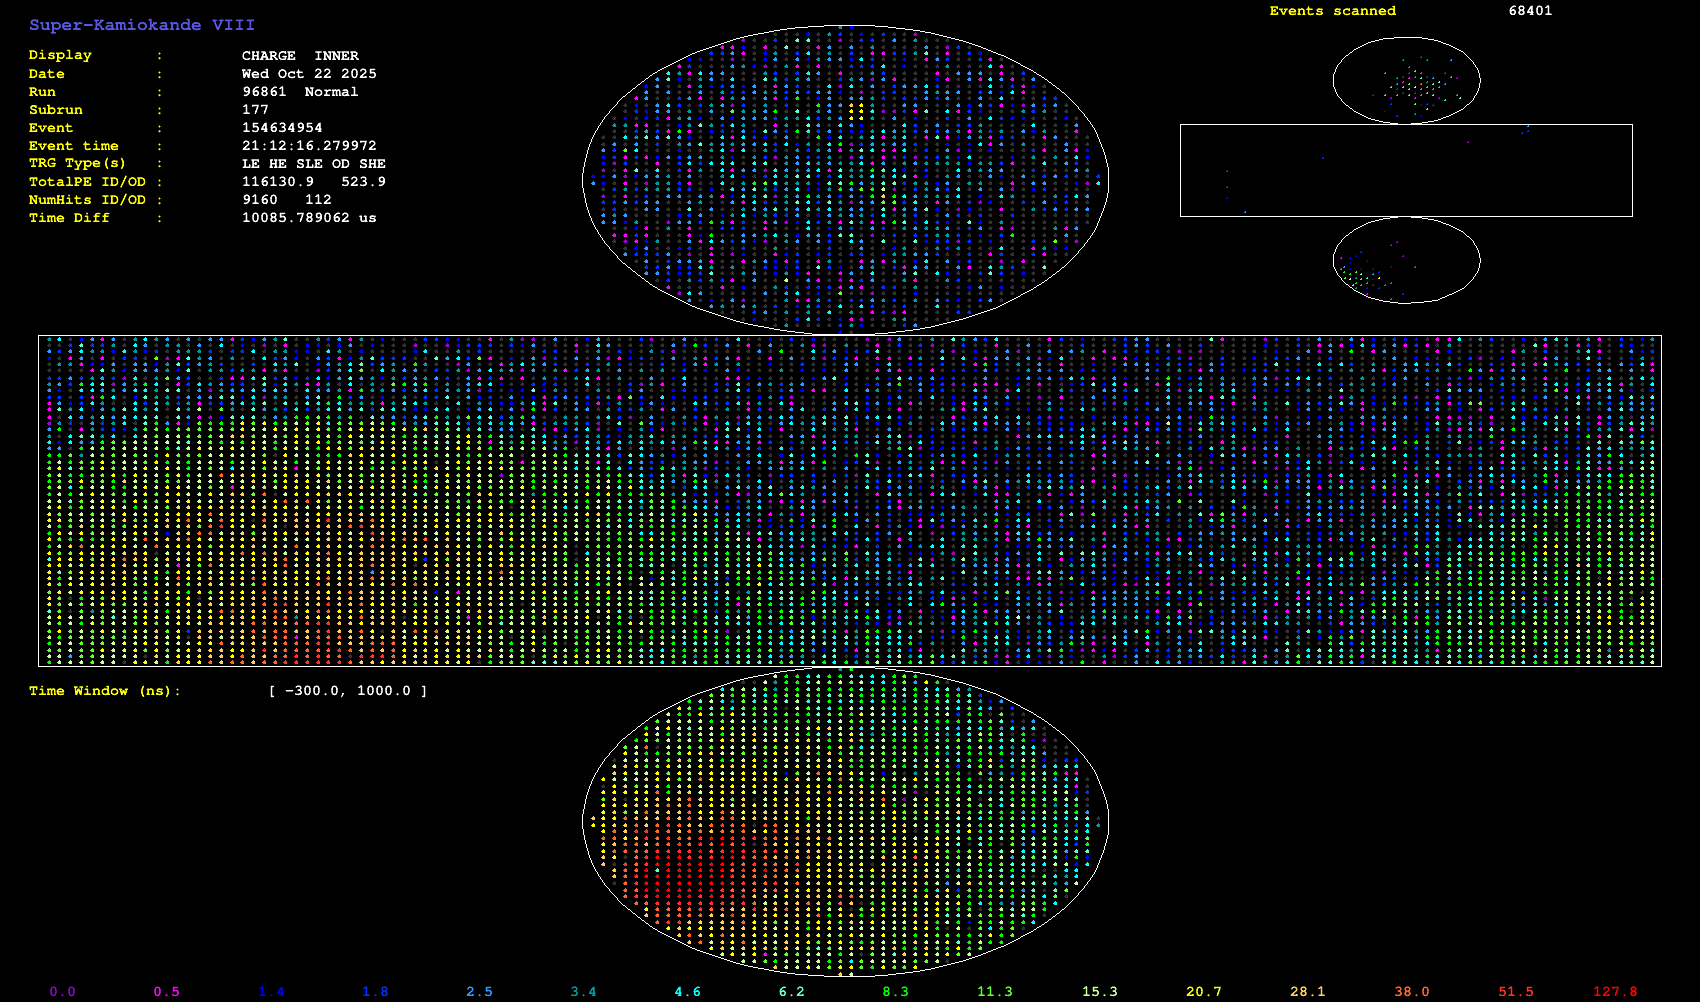 Super-Kamiokande VIII
Events scanned 68401
Display : CHARGE INNER
Date : Wed Oct 22 2025
Run : 96861 Normal
Subrun : 177
Event : 154634954
Event time : 21:12:16.279972
TRG Type(s) : LE HE SLE OD SHE
TotalPE ID/OD : 116130.9 523.9
NumHits ID/OD : 9160 112
Time Diff : 10085.789062 us
Time Window (ns): [ -300.0, 1000.0 ]
0.0 0.5 1.4 1.8 2.5 3.4 4.6 6.2 8.3 11.3 15.3 20.7 28.1 38.0 51.5 127.8